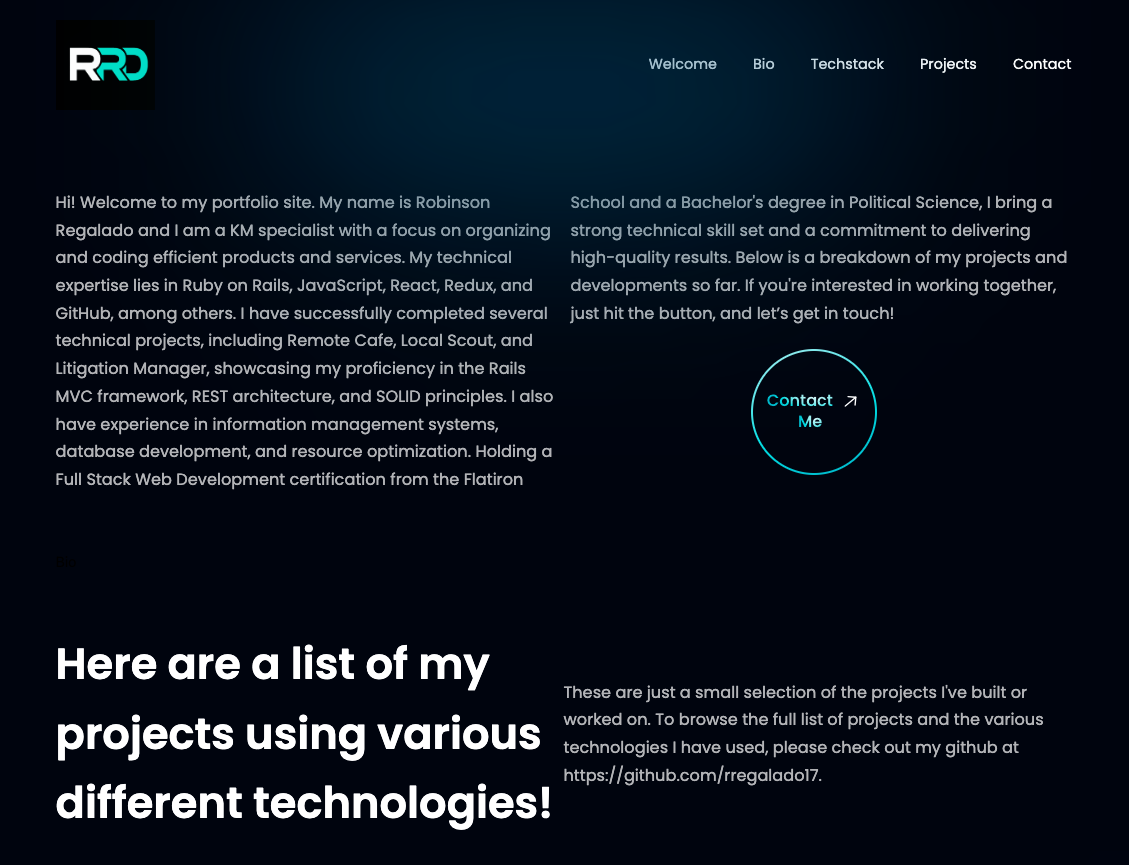 RRD
Welcome
Bio
Techstack
Projects
Contact
Hi! Welcome to my portfolio site. My name is Robinson
Regalado and I am a KM specialist with a focus on organizing
and coding efficient products and services. My technical
expertise lies in Ruby on Rails, JavaScript, React, Redux, and
GitHub, among others. I have successfully completed several
technical projects, including Remote Cafe, Local Scout, and
Litigation Manager, showcasing my proficiency in the Rails
MVC framework, REST architecture, and SOLID principles. I also
have experience in information management systems,
database development, and resource optimization. Holding a
Full Stack Web Development certification from the Flatiron
School and a Bachelor's degree in Political Science, I bring a
strong technical skill set and a commitment to delivering
high-quality results. Below is a breakdown of my projects and
developments so far. If you're interested in working together,
just hit the button, and let’s get in touch!
Contact
Me
Here are a list of my
projects using various
different technologies!
These are just a small selection of the projects I've built or
worked on. To browse the full list of projects and the various
technologies I have used, please check out my github at
https://github.com/rregalado17.